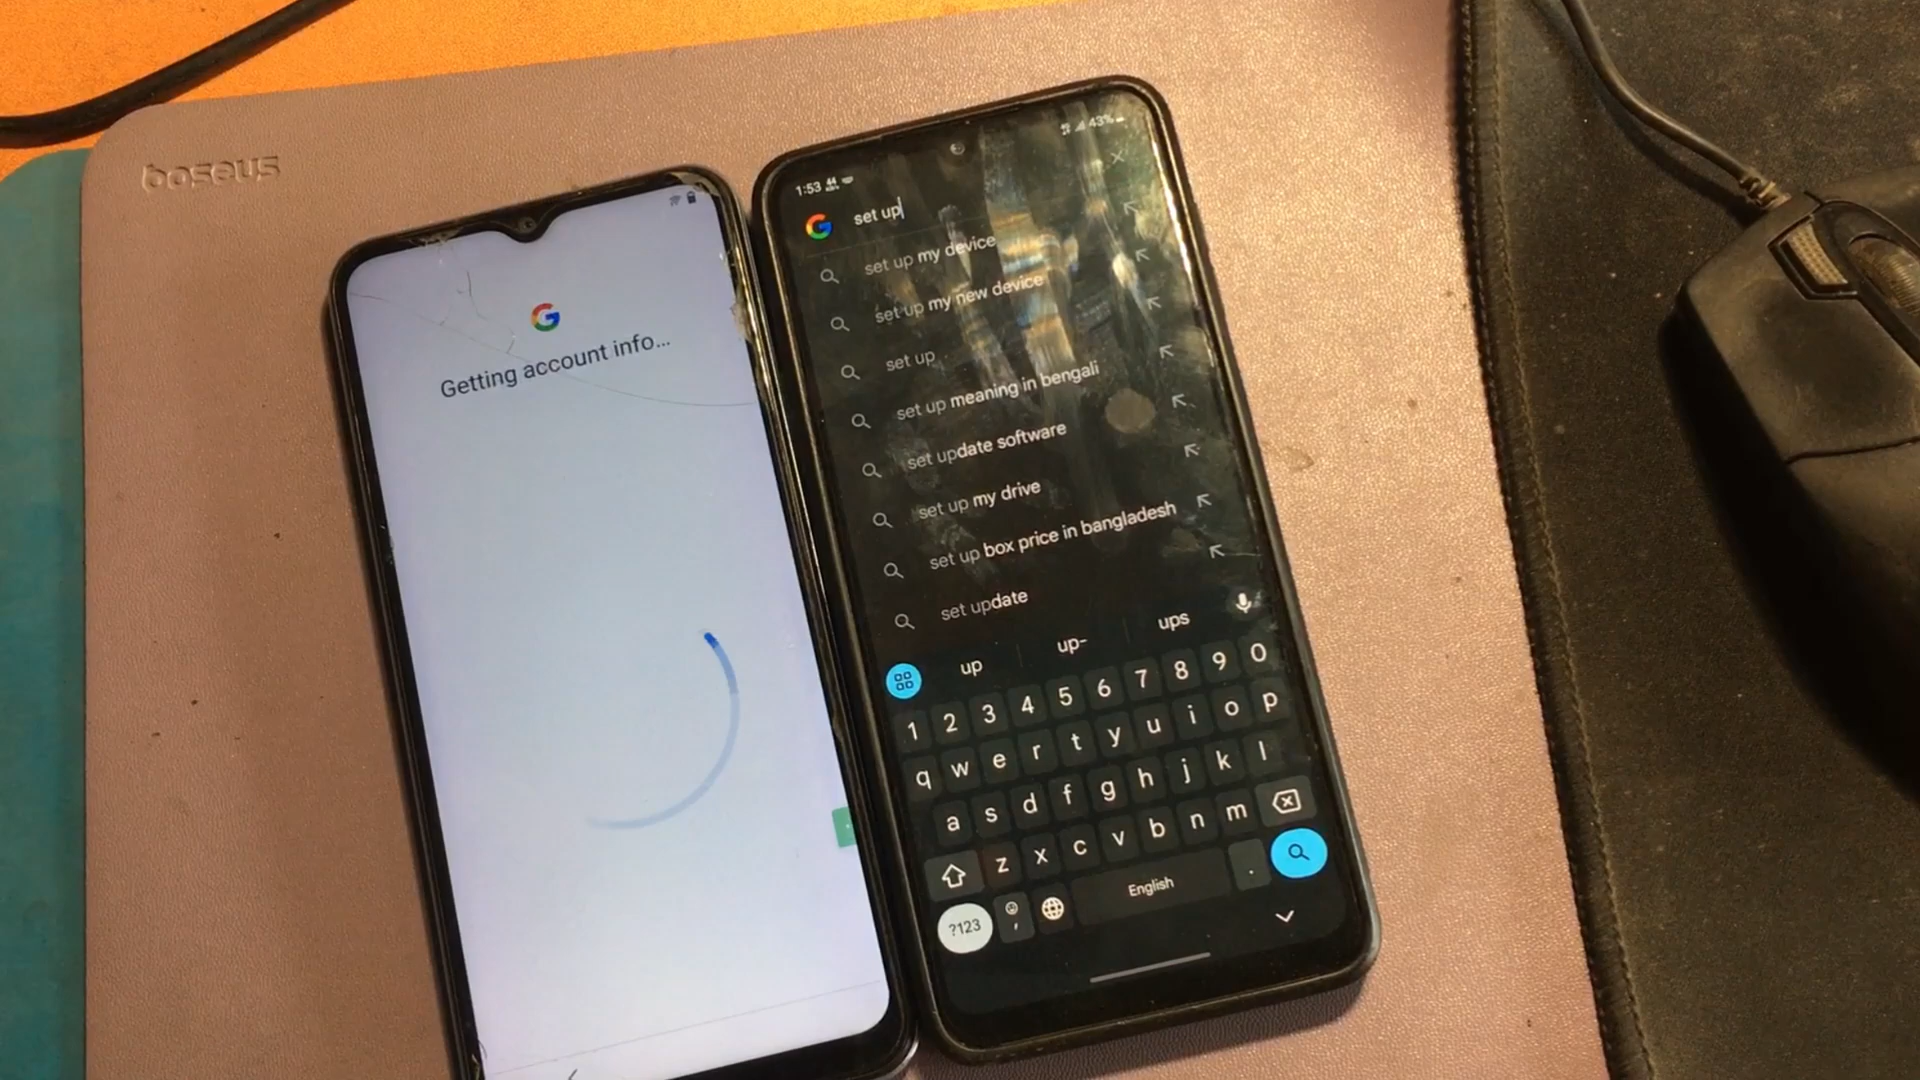 baseus
Getting account info...
1:53
43%
set up
set up my device
set up my new device
set up
set up meaning in bengali
set update software
set up my drive
set up box price in bangladesh
set update
up up- ups
1 2 3 4 5 6 7 8 9 0
q w e r t y u i o p
a s d f g h j k l
z x c v b n m
?123 , English .